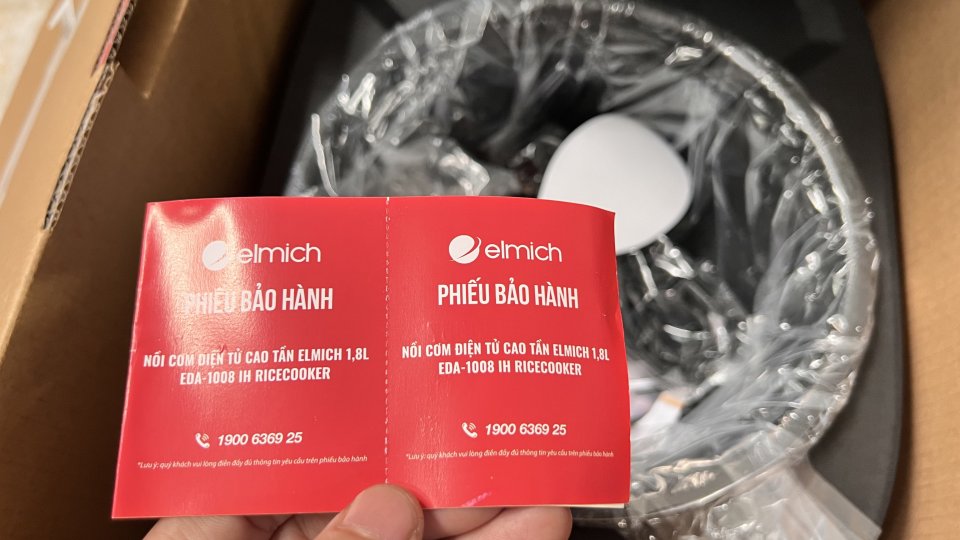 elmich
PHIẾU BẢO HÀNH
NỒI CƠM ĐIỆN TỬ CAO TẦN ELMICH 1,8L
EDA-1008 IH RICECOOKER
1900 6369 25
*Lưu ý: quý khách vui lòng điền đầy đủ thông tin yêu cầu trên phiếu bảo hành
elmich
PHIẾU BẢO HÀNH
NỒI CƠM ĐIỆN TỬ CAO TẦN ELMICH 1,8L
EDA-1008 IH RICECOOKER
1900 6369 25
*Lưu ý: quý khách vui lòng điền đầy đủ thông tin yêu cầu trên phiếu bảo hành